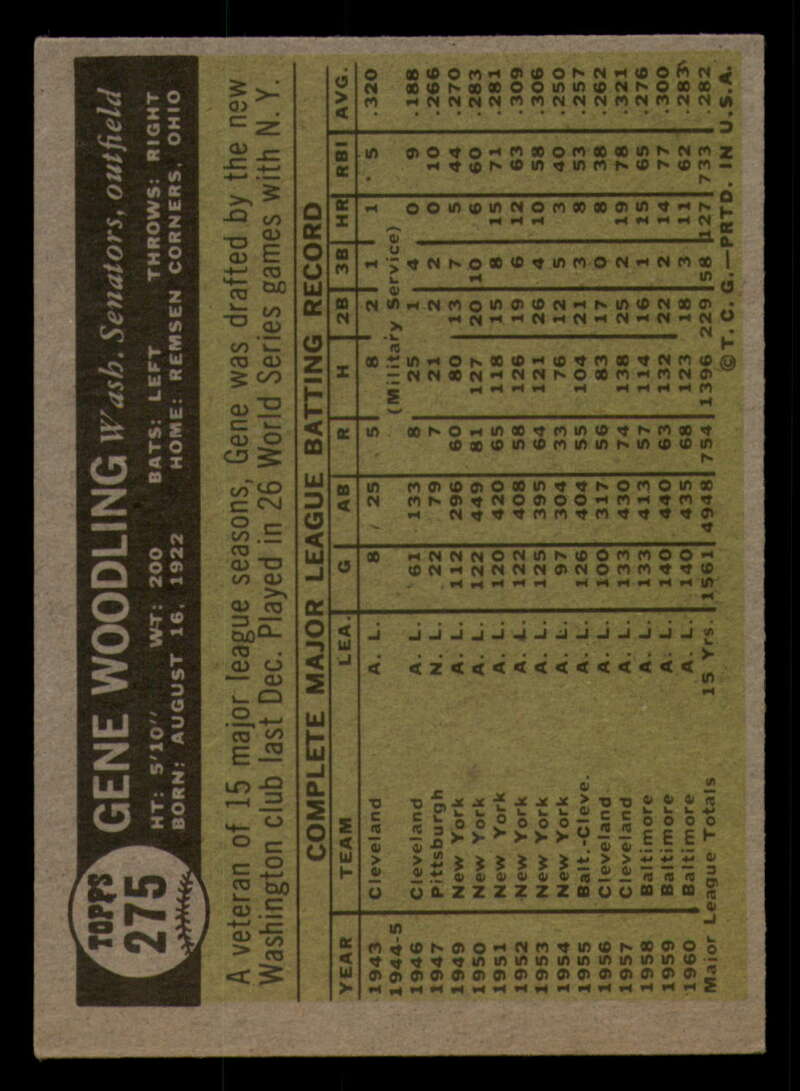 TOPPS
275
GENE WOODLING Wash. Senators, outfield
HT: 5'10" WT: 200 BATS: LEFT THROWS: RIGHT
BORN: AUGUST 16, 1922 HOME: REMSEN CORNERS, OHIO
A veteran of 15 major league seasons, Gene was drafted by the new
Washington club last Dec. Played in 26 World Series games with N. Y.
COMPLETE MAJOR LEAGUE BATTING RECORD
YEAR TEAM LEA. G AB R H 2B 3B HR RBI AVG.
1943 Cleveland A. L. 8 25 5 8 2 1 1 5 .320
1944-5 (Military Service)
1946 Cleveland A. L. 61 133 8 25 1 4 0 9 .188
1947 Pittsburgh N. L. 22 79 7 21 2 2 0 10 .266
1949 New York A. L. 112 296 60 80 13 7 5 44 .270
1950 New York A. L. 122 449 81 127 20 10 6 60 .283
1951 New York A. L. 120 420 65 118 15 8 15 71 .281
1952 New York A. L. 122 408 58 126 19 6 12 63 .309
1953 New York A. L. 125 395 64 121 26 4 10 58 .306
1954 New York A. L. 97 304 33 76 12 5 3 40 .250
1955 Balt.-Cleve. A. L. 126 404 55 104 21 3 8 53 .257
1956 Cleveland A. L. 100 317 56 83 17 0 8 38 .262
1957 Cleveland A. L. 133 430 74 138 25 2 19 78 .321
1958 Baltimore A. L. 133 413 57 114 16 1 15 65 .276
1959 Baltimore A. L. 140 440 63 132 22 2 14 77 .300
1960 Baltimore A. L. 140 435 68 123 18 3 11 62 .283
Major League Totals 15 Yrs. 1561 4948 754 1396 229 58 127 733 .282
© T. C. G.—PRTD. IN U.S.A.